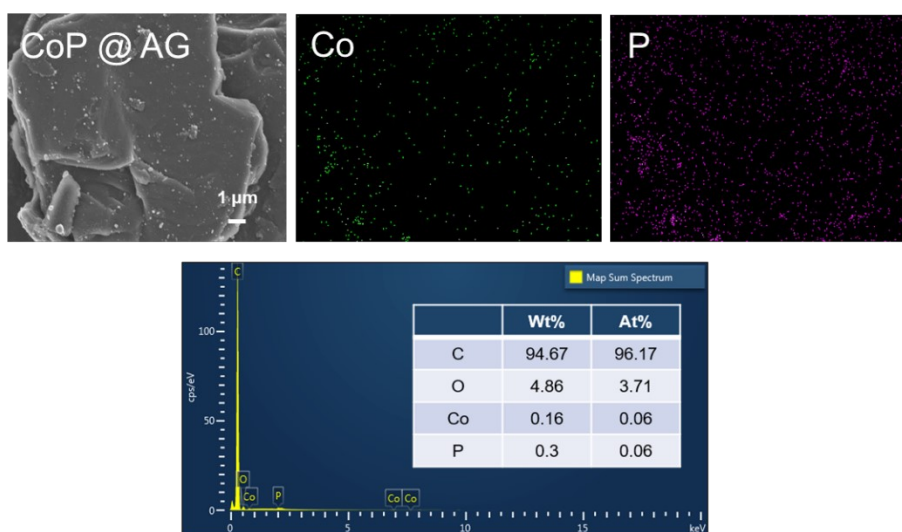 CoP @ AG
1 µm
Co
P
Map Sum Spectrum
C
100
50
0
cps/eV
O
Co
P
Co Co
0 5 10 15 keV
Wt% At%
C 94.67 96.17
O 4.86 3.71
Co 0.16 0.06
P 0.3 0.06